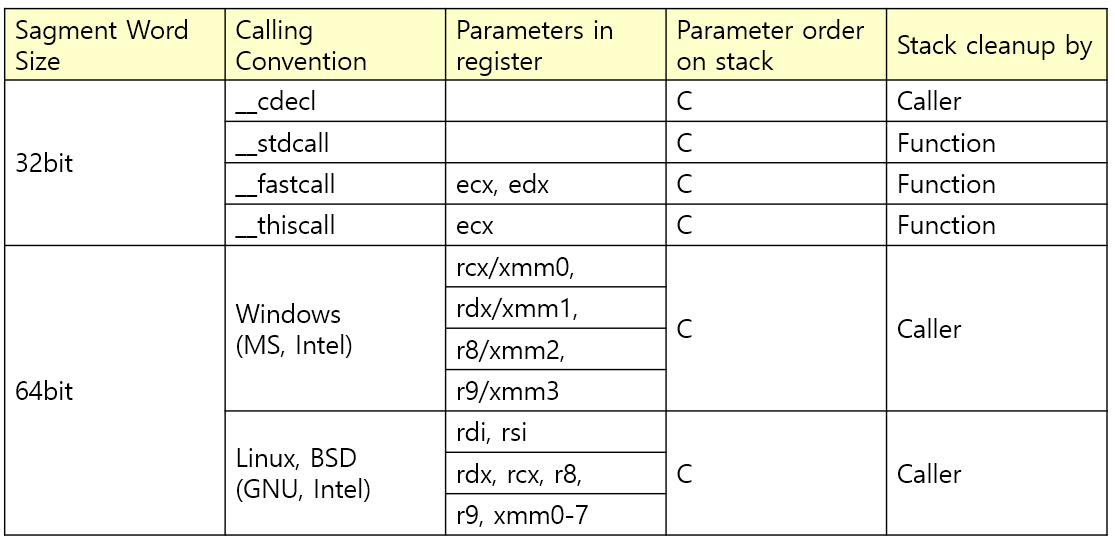 Sagment Word
Size
Calling
Convention
Parameters in
register
Parameter order
on stack
Stack cleanup by
32bit
__cdecl
C
Caller
__stdcall
C
Function
__fastcall
ecx, edx
C
Function
__thiscall
ecx
C
Function
64bit
Windows
(MS, Intel)
rcx/xmm0,
rdx/xmm1,
r8/xmm2,
r9/xmm3
C
Caller
Linux, BSD
(GNU, Intel)
rdi, rsi
rdx, rcx, r8,
r9, xmm0-7
C
Caller